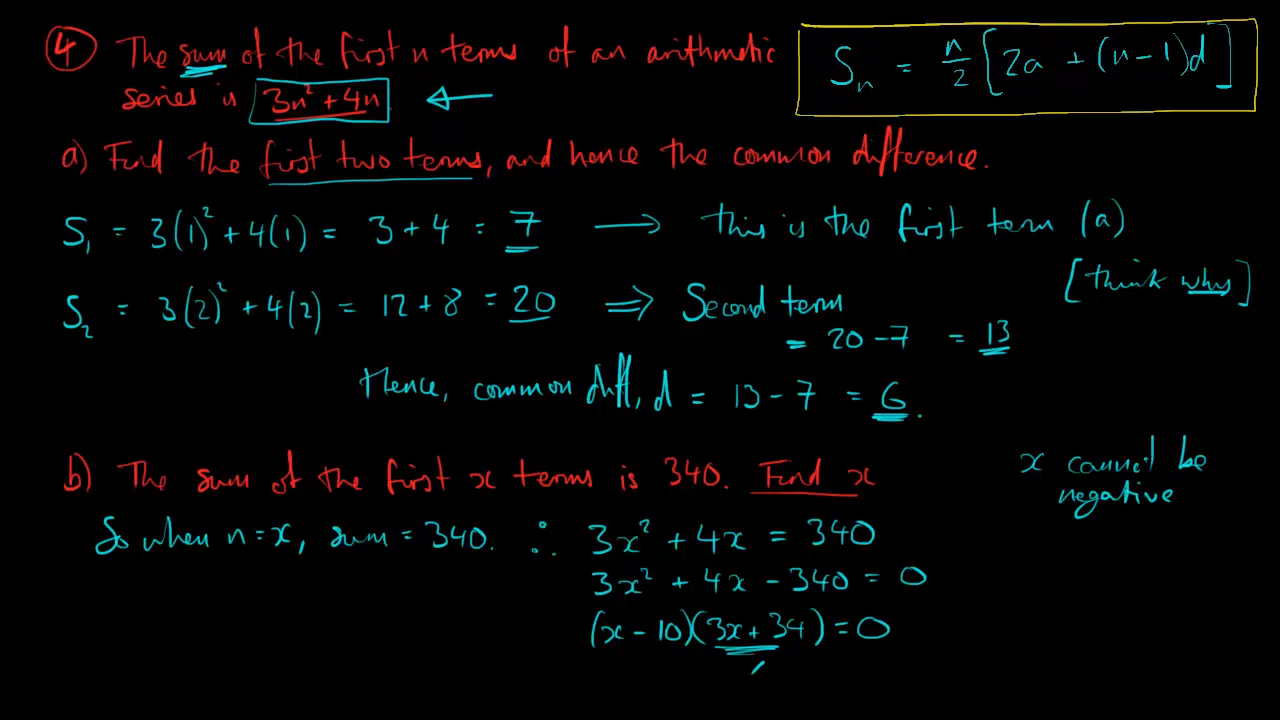 ④ The sum of the first n terms of an arithmetic
series is 3n² + 4n.
Sₙ = n/2 [2a + (n-1)d]
a) Find the first two terms, and hence the common difference.
S₁ = 3(1)² + 4(1) = 3 + 4 = 7 → this is the first term (a)
[think why]
S₂ = 3(2)² + 4(2) = 12 + 8 = 20 ⇒ Second term
= 20 - 7 = 13
Hence, common diff, d = 13 - 7 = 6.
b) The sum of the first x terms is 340. Find x
x cannot be
negative
So when n = x, sum = 340. ∴ 3x² + 4x = 340
3x² + 4x - 340 = 0
(x - 10)(3x + 34) = 0